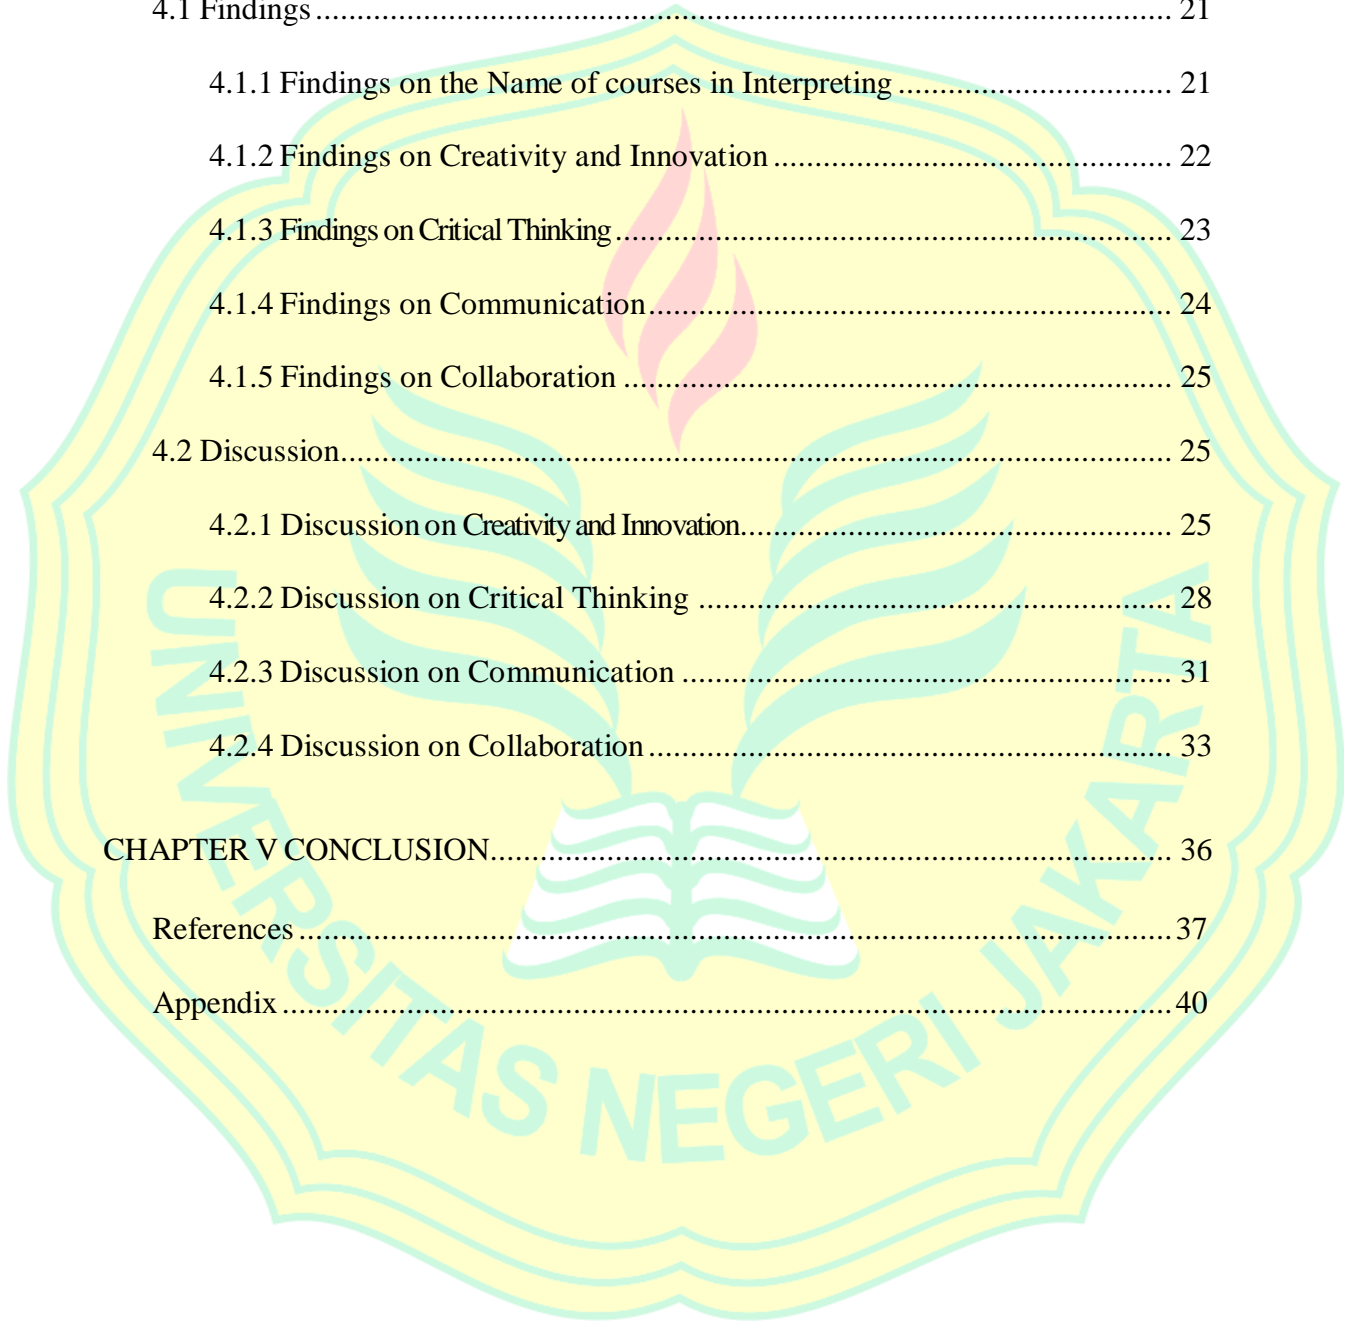 4.1 Findings........................................................................................................... 21
4.1.1 Findings on the Name of courses in Interpreting .................................. 21
4.1.2 Findings on Creativity and Innovation .................................................. 22
4.1.3 Findings on Critical Thinking ..................................................................... 23
4.1.4 Findings on Communication................................................................. 24
4.1.5 Findings on Collaboration .................................................................... 25
4.2 Discussion....................................................................................................... 25
4.2.1 Discussion on Creativity and Innovation...................................................... 25
4.2.2 Discussion on Critical Thinking ........................................................... 28
4.2.3 Discussion on Communication ............................................................. 31
4.2.4 Discussion on Collaboration ................................................................. 33
CHAPTER V CONCLUSION..................................................................................... 36
References ............................................................................................................37
Appendix ...............................................................................................................40
UNIVERSITAS NEGERI JAKARTA